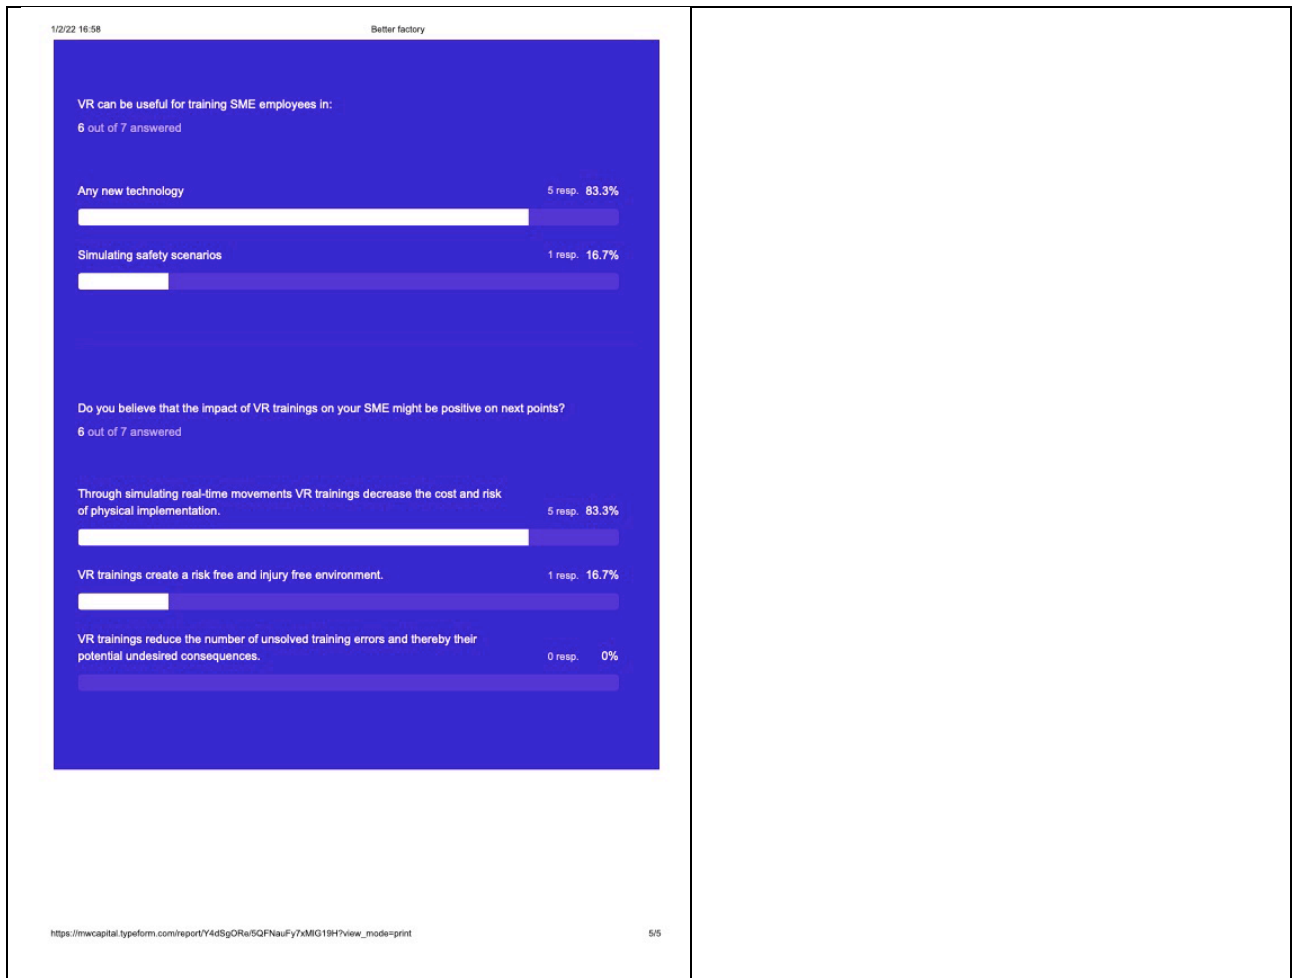 1/2/22 16:58 Better factory
VR can be useful for training SME employees in:
6 out of 7 answered
Any new technology 5 resp. 83.3%
Simulating safety scenarios 1 resp. 16.7%
Do you believe that the impact of VR trainings on your SME might be positive on next points?
6 out of 7 answered
Through simulating real-time movements VR trainings decrease the cost and risk
of physical implementation. 5 resp. 83.3%
VR trainings create a risk free and injury free environment. 1 resp. 16.7%
VR trainings reduce the number of unsolved training errors and thereby their
potential undesired consequences. 0 resp. 0%
https://mwcapital.typeform.com/report/Y4dSgORe/5QFNauFy7xMIG19H?view_mode=print 5/5